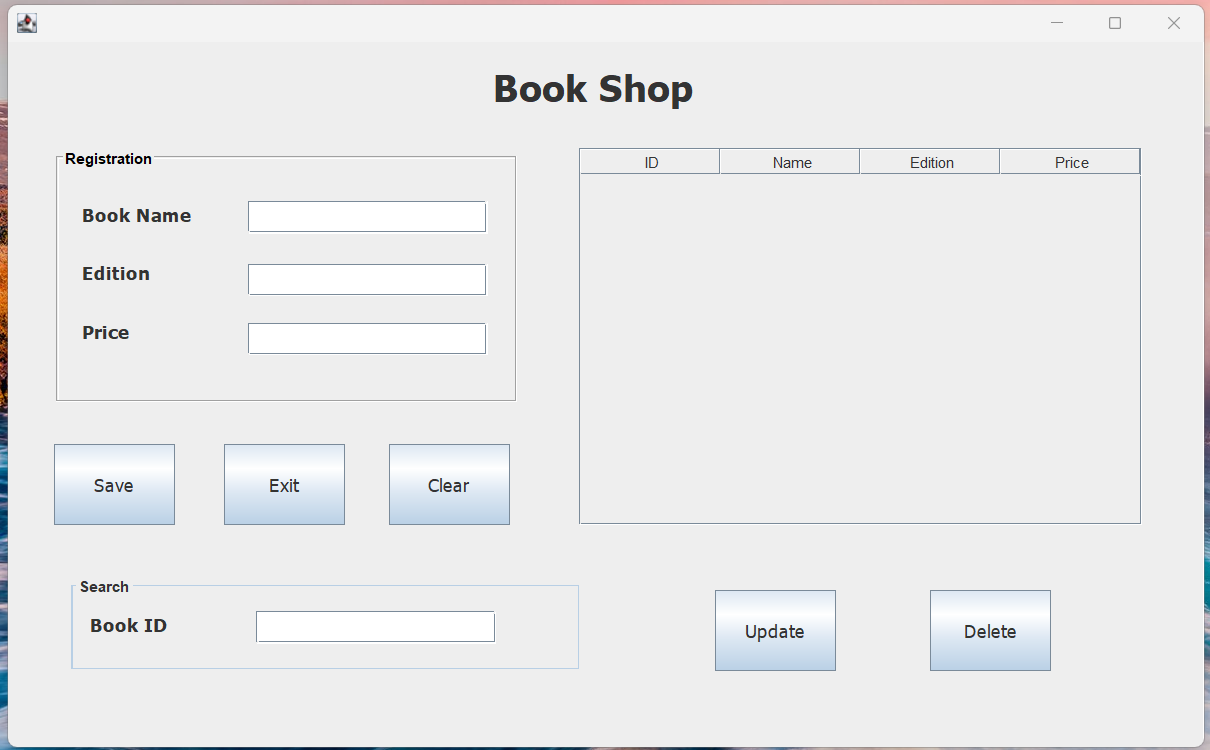 Book Shop
Registration
Book Name
Edition
Price
ID Name Edition Price
Save Exit Clear
Search
Book ID
Update Delete